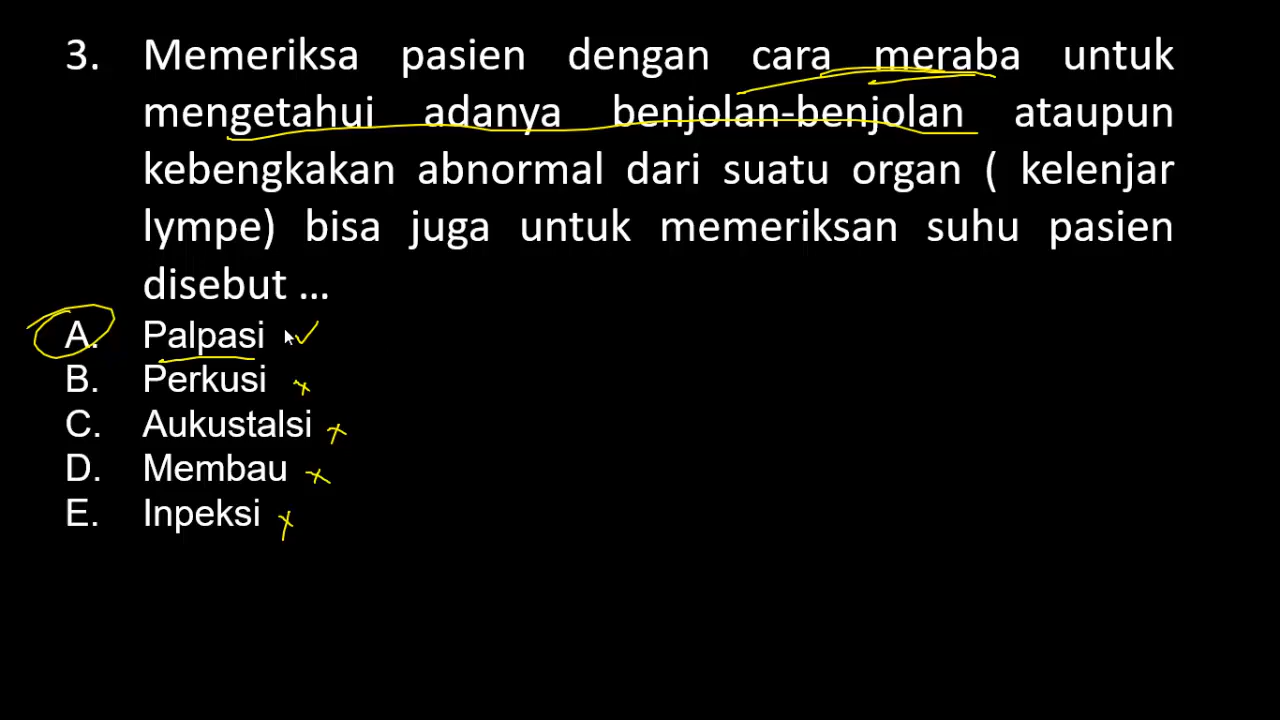 3. Memeriksa pasien dengan cara meraba untuk
mengetahui adanya benjolan-benjolan ataupun
kebengkakan abnormal dari suatu organ ( kelenjar
lympe) bisa juga untuk memeriksan suhu pasien
disebut ...
A. Palpasi
B. Perkusi
C. Aukustalsi
D. Membau
E. Inpeksi